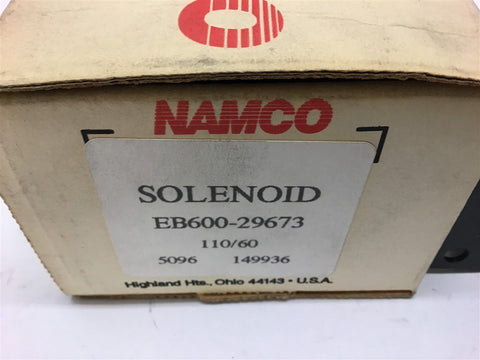 NAMCO
SOLENOID
EB600-29673
110/60
5096 149936
Highland Hts., Ohio 44143 • U.S.A.